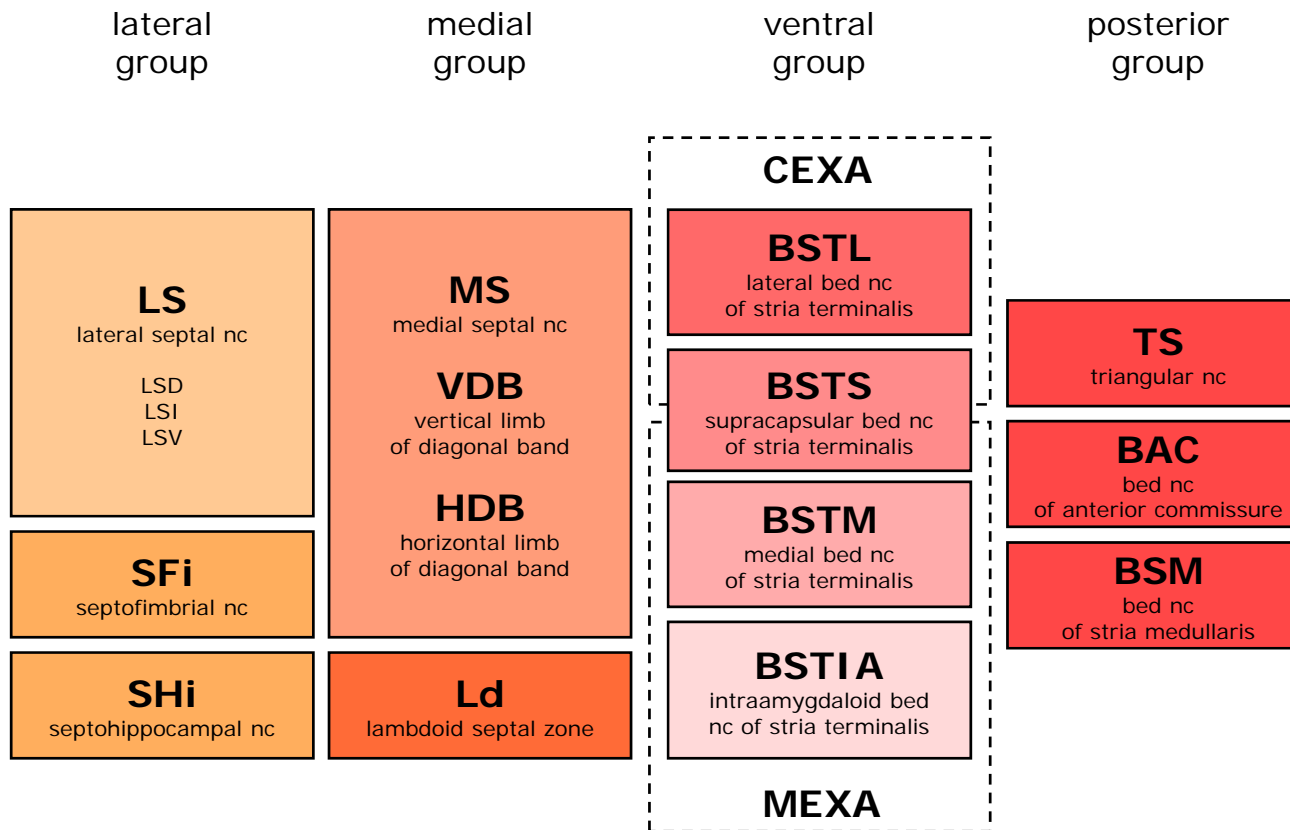 lateral
group
medial
group
ventral
group
posterior
group
LS
lateral septal nc
LSD
LSI
LSV
SFi
septofimbrial nc
SHi
septohippocampal nc
MS
medial septal nc
VDB
vertical limb
of diagonal band
HDB
horizontal limb
of diagonal band
Ld
lambdoid septal zone
CEXA
BSTL
lateral bed nc
of stria terminalis
BSTS
supracapsular bed nc
of stria terminalis
BSTM
medial bed nc
of stria terminalis
BSTIA
intraamygdaloid bed
nc of stria terminalis
MEXA
TS
triangular nc
BAC
bed nc
of anterior commissure
BSM
bed nc
of stria medullaris